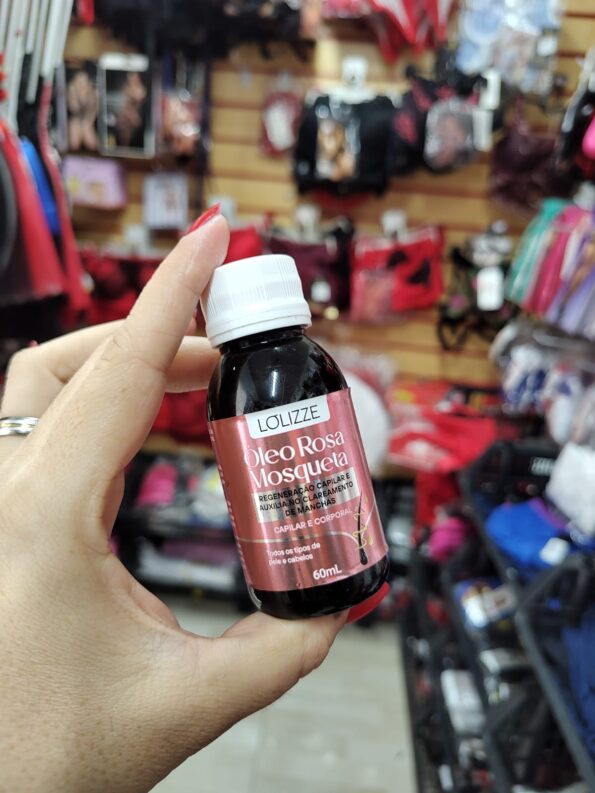 LOLIZZE
Óleo Rosa
Mosqueta
REGENERAÇÃO CAPILAR E
AUXILIA NO CLAREAMENTO
DE MANCHAS
CAPILAR E CORPORAL
Todos os tipos de
pele e cabelos
60mL